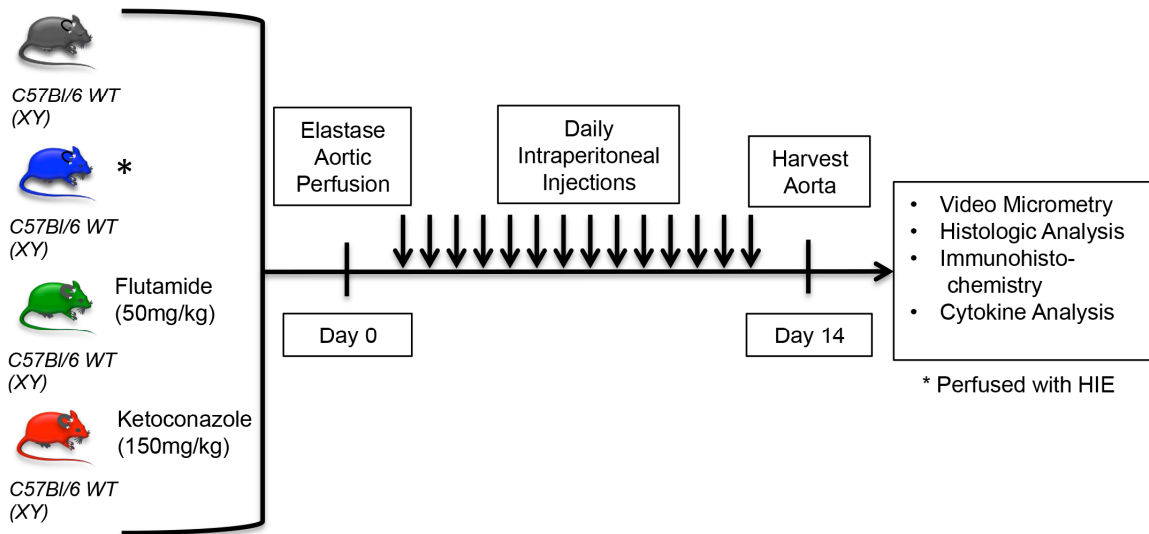 C57Bl/6 WT
(XY)
*
C57Bl/6 WT
(XY)
Flutamide
(50mg/kg)
C57Bl/6 WT
(XY)
Ketoconazole
(150mg/kg)
C57Bl/6 WT
(XY)
Elastase
Aortic
Perfusion
Day 0
Daily
Intraperitoneal
Injections
Harvest
Aorta
Day 14
• Video Micrometry
• Histologic Analysis
• Immunohisto-
chemistry
• Cytokine Analysis
* Perfused with HIE